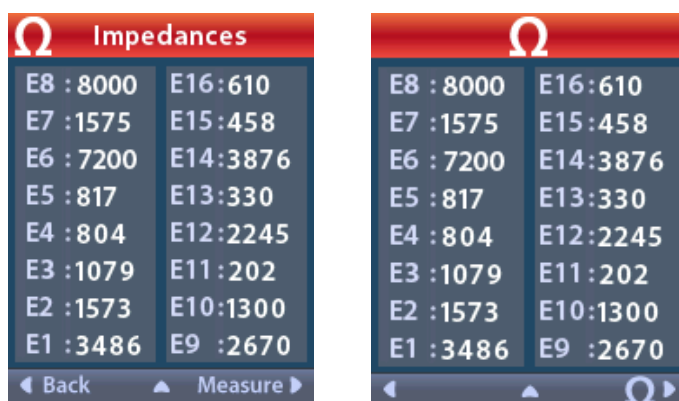 Ω Impedances
E8 : 8000 E16: 610
E7 : 1575 E15: 458
E6 : 7200 E14: 3876
E5 : 817 E13: 330
E4 : 804 E12: 2245
E3 : 1079 E11: 202
E2 : 1573 E10: 1300
E1 : 3486 E9 : 2670
Back Measure
Ω
E8 : 8000 E16: 610
E7 : 1575 E15: 458
E6 : 7200 E14: 3876
E5 : 817 E13: 330
E4 : 804 E12: 2245
E3 : 1079 E11: 202
E2 : 1573 E10: 1300
E1 : 3486 E9 : 2670
Ω